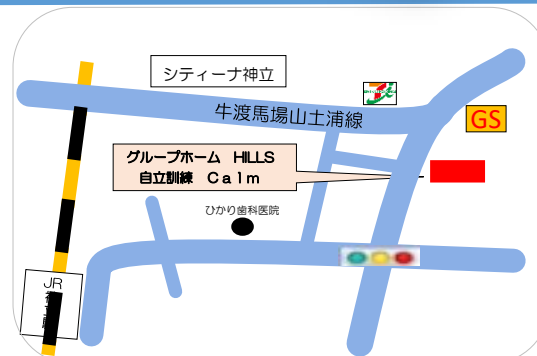 シティーナ神立
牛渡馬場山土浦線
GS
グループホーム HILLS
自立訓練 Calm
ひかり歯科医院
JR